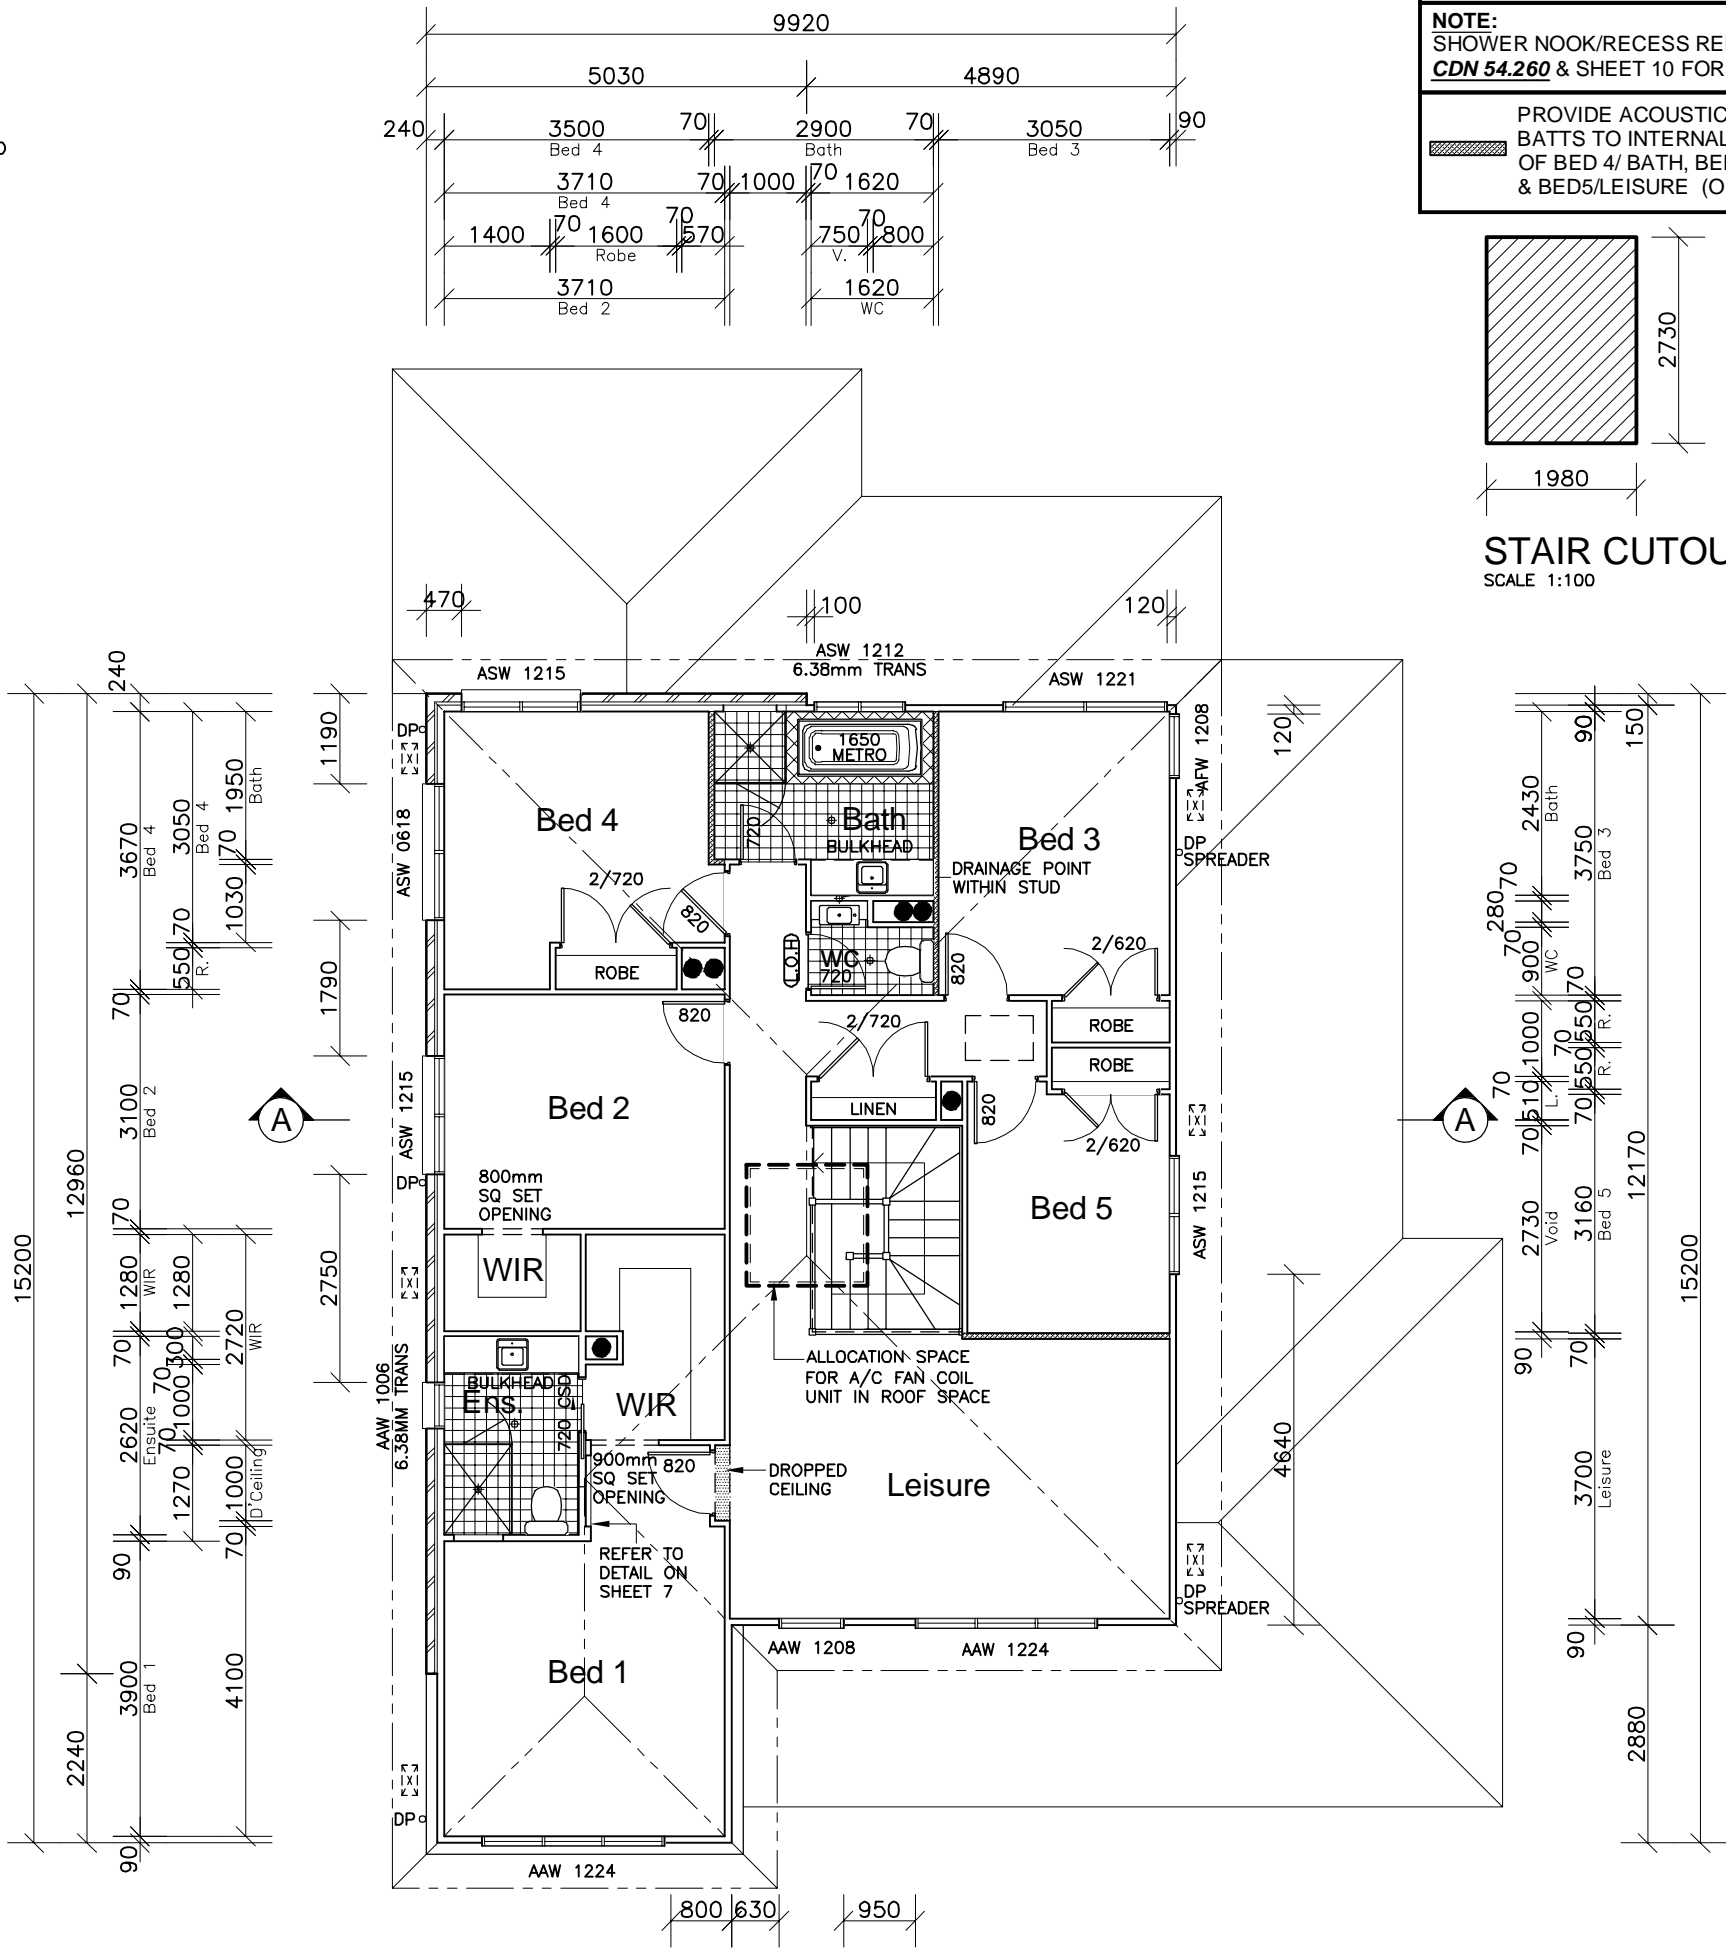 9920
5030 4890
240 3500 70 2900 70 3050 90
Bed 4 Bath Bed 3
3710 70 1000 70 1620
Bed 4
1400 70 1600 70 570 750 70 800
Robe V.
3710 1620
Bed 2 WC
NOTE:
SHOWER NOOK/RECESS
CDN 54.260 & SHEET 10 FOR
PROVIDE ACOUSTIC
BATTS TO INTERNAL
OF BED 4/ BATH,
& BED5/LEISURE
2730
1980
STAIR
SCALE 1:100
470 100 120
ASW 1215
ASW 1212
6.38mm TRANS
ASW 1221
15200
12960
2240
240
3670
Bed 4
70
3100
Bed 2
70
1280
WIR
70
2620
Ensuite
90
3900
Bed 1
90
3050
Bed 4
70
550
R.
1280
300
70
1000
70
1270
1950
Bath
70
1030
2720
WIR
1000
D'Ceiling
70
4100
1190
1790
2750
DP
ASW 0618
ASW 1215
DP
AAW 1006
6.38MM TRANS
DP
A
Bed 4
2/720
820
ROBE
720
1650
METRO
Bath
BULKHEAD
DRAINAGE POINT
WITHIN STUD
L.O.H
WC
720
Bed 3
820
2/620
ROBE
ROBE
2/620
2/720
LINEN
820
Bed 5
820
Bed 2
800mm
SQ SET
OPENING
WIR
BULKHEAD
Ens.
720 CSD
WIR
900mm
SQ SET
OPENING
820
REFER TO
DETAIL ON
SHEET 7
ALLOCATION SPACE
FOR A/C FAN COIL
UNIT IN ROOF SPACE
DROPPED
CEILING
Leisure
Bed 1
AAW 1208 AAW 1224
AAW 1224
800 630 950
AFW 1208
DP
SPREADER
ASW 1215
DP
SPREADER
120
4640
A
2430
Bath
70
280
70
900
WC
1000
70
510
L.
70
2730
Void
90
90
3750
Bed 3
70
550
R.
70
550
R.
70
3160
Bed 5
70
3700
Leisure
90
150
12170
2880
15200